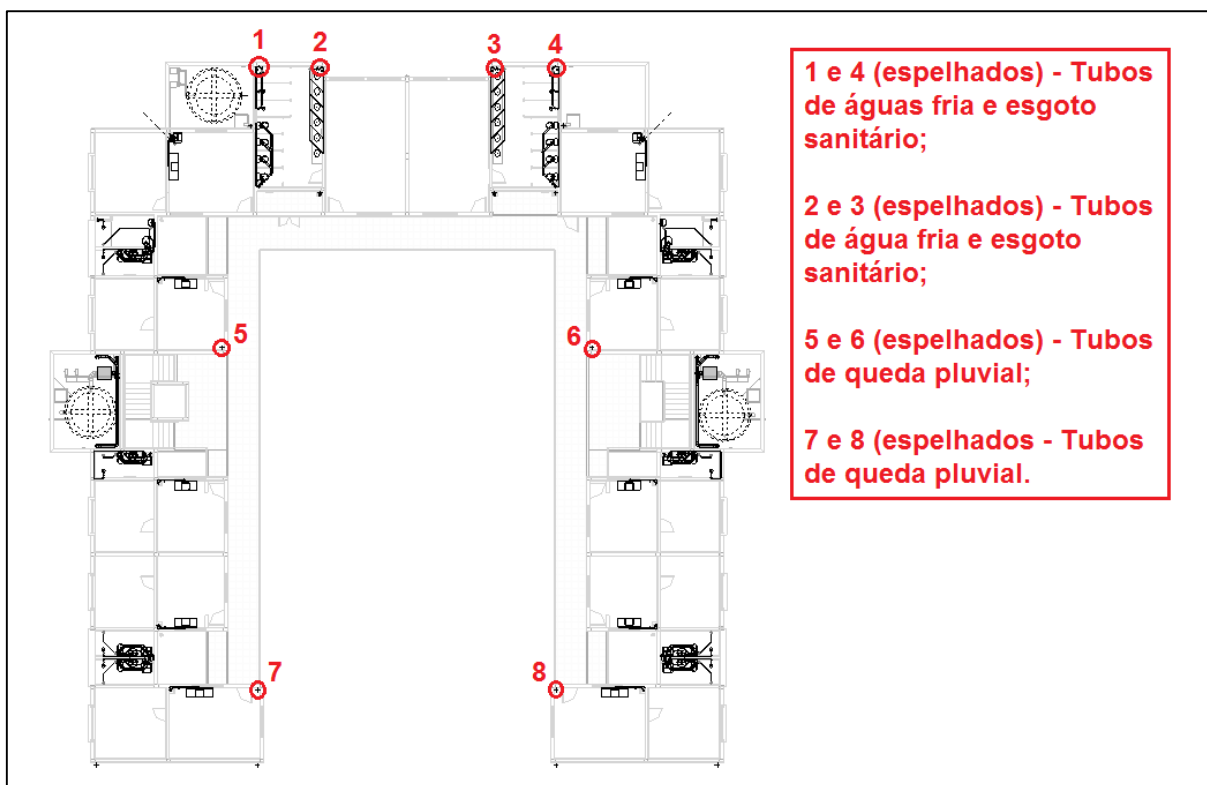 1
2
3
4
1 e 4 (espelhados) - Tubos
de águas fria e esgoto
sanitário;
2 e 3 (espelhados) - Tubos
de água fria e esgoto
sanitário;
5 e 6 (espelhados) - Tubos
de queda pluvial;
7 e 8 (espelhados - Tubos
de queda pluvial.
5
6
7
8